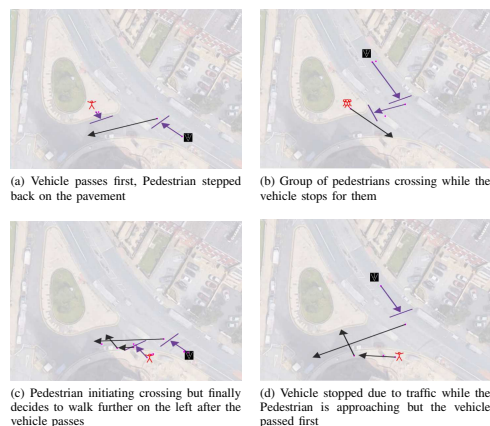 (a) Vehicle passes first, Pedestrian stepped
back on the pavement
(b) Group of pedestrians crossing while the
vehicle stops for them
(c) Pedestrian initiating crossing but finally
decides to walk further on the left after the
vehicle passes
(d) Vehicle stopped due to traffic while the
Pedestrian is approaching but the vehicle
passed first